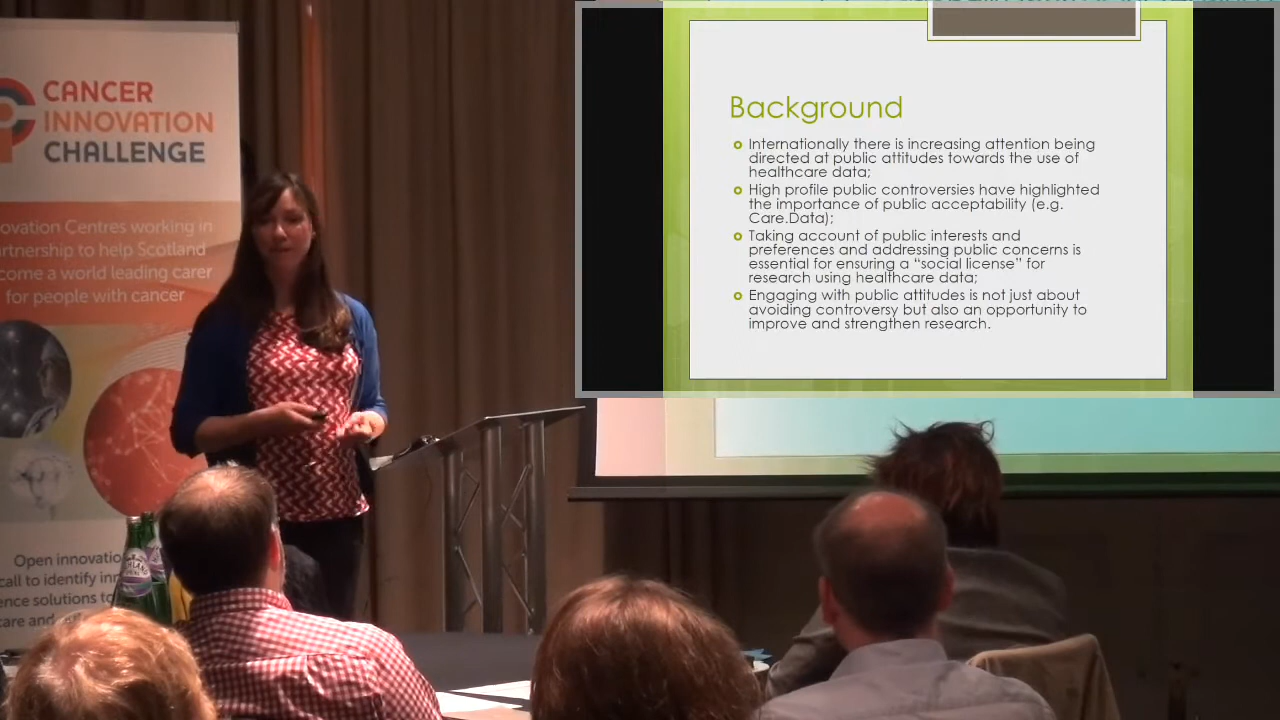 CANCER
INNOVATION
CHALLENGE
ovation Centres working in
rtnership to help Scotland
come a world leading carer
for people with cancer
Open innovatio
call to identify inn
ence solutions to
care and
Background
Internationally there is increasing attention being
directed at public attitudes towards the use of
healthcare data;
High profile public controversies have highlighted
the importance of public acceptability (e.g.
Care.Data);
Taking account of public interests and
preferences and addressing public concerns is
essential for ensuring a “social license” for
research using healthcare data;
Engaging with public attitudes is not just about
avoiding controversy but also an opportunity to
improve and strengthen research.